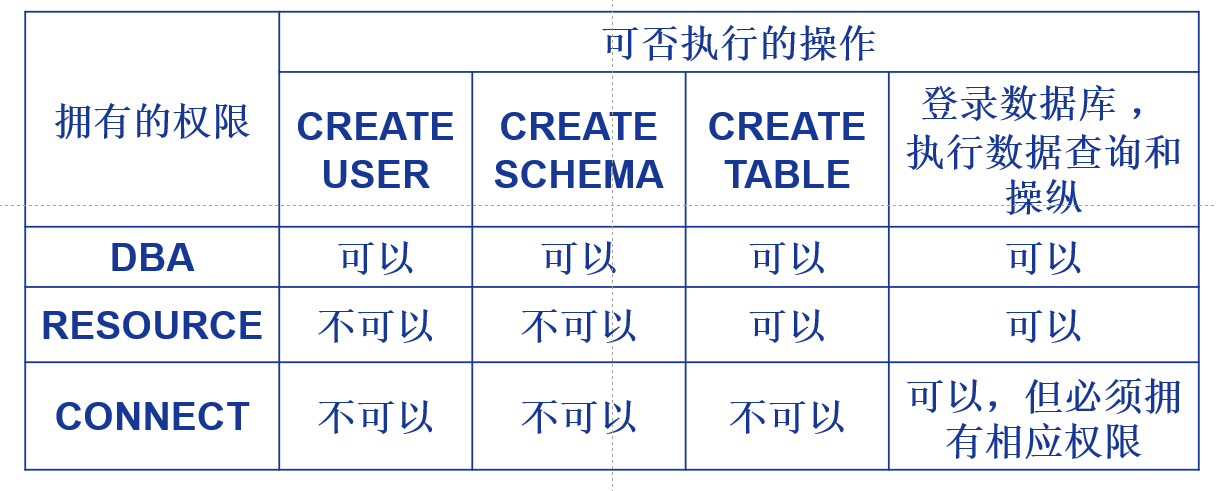 可否执行的操作
拥有的权限
CREATE
USER
CREATE
SCHEMA
CREATE
TABLE
登录数据库，
执行数据查询和
操纵
DBA
可以
可以
可以
可以
RESOURCE
不可以
不可以
可以
可以
CONNECT
不可以
不可以
不可以
可以，但必须拥
有相应权限